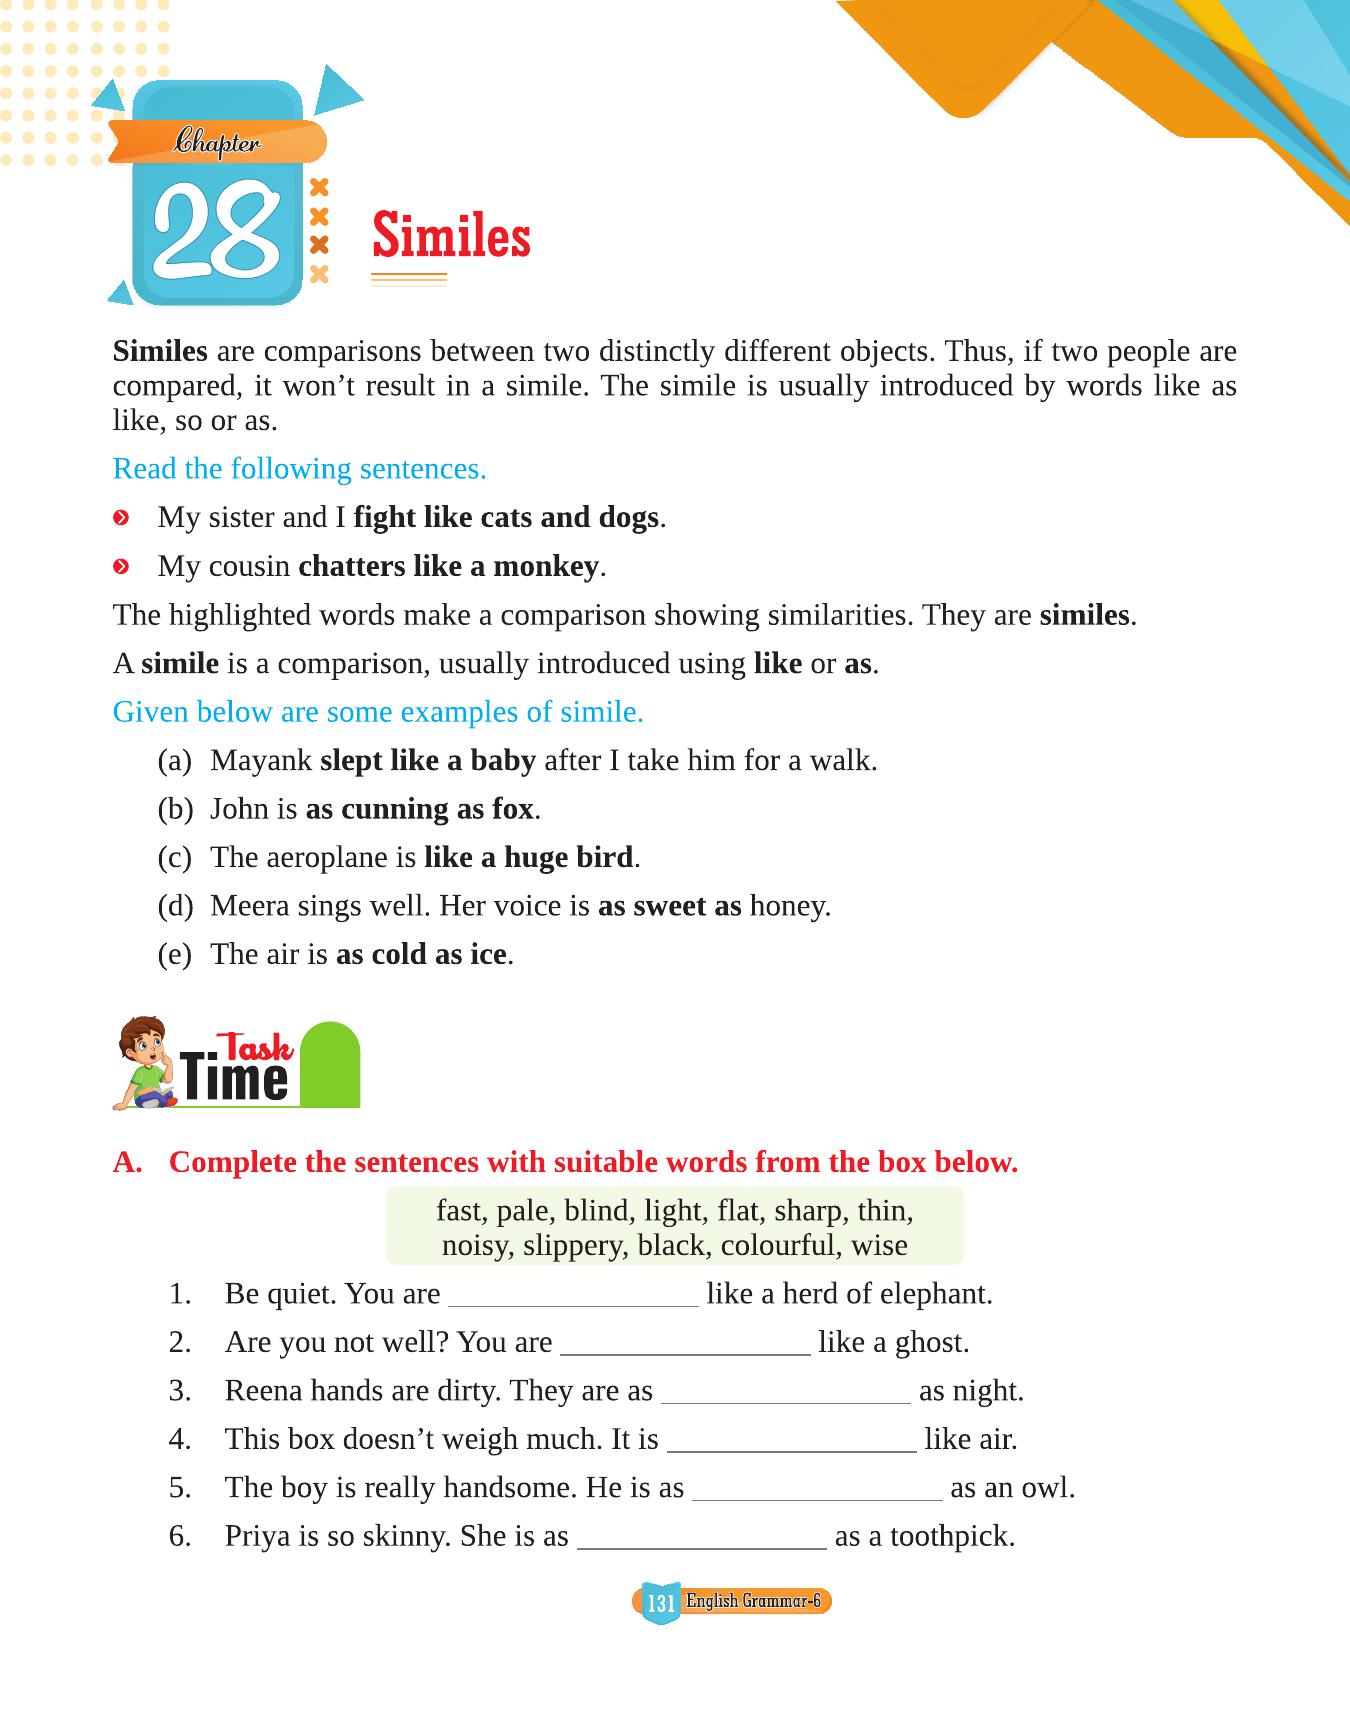 Chapter
28
Similes
Similes are comparisons between two distinctly different objects. Thus, if two people are
compared, it won’t result in a simile. The simile is usually introduced by words like as
like, so or as.
Read the following sentences.
My sister and I fight like cats and dogs.
My cousin chatters like a monkey.
The highlighted words make a comparison showing similarities. They are similes.
A simile is a comparison, usually introduced using like or as.
Given below are some examples of simile.
(a) Mayank slept like a baby after I take him for a walk.
(b) John is as cunning as fox.
(c) The aeroplane is like a huge bird.
(d) Meera sings well. Her voice is as sweet as honey.
(e) The air is as cold as ice.
Task
Time
A. Complete the sentences with suitable words from the box below.
fast, pale, blind, light, flat, sharp, thin,
noisy, slippery, black, colourful, wise
1. Be quiet. You are ________________ like a herd of elephant.
2. Are you not well? You are ________________ like a ghost.
3. Reena hands are dirty. They are as ________________ as night.
4. This box doesn’t weigh much. It is ________________ like air.
5. The boy is really handsome. He is as ________________ as an owl.
6. Priya is so skinny. She is as ________________ as a toothpick.
131 English Grammar-6